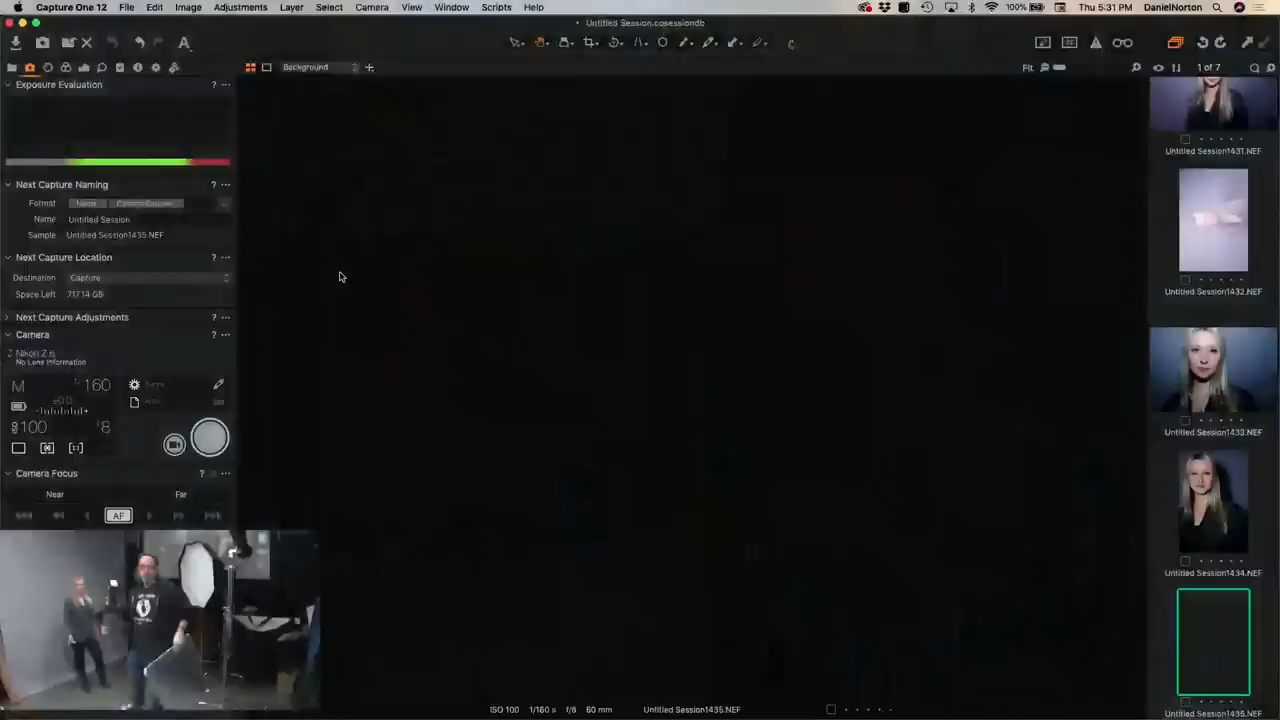 Capture One 12 File Edit Image Adjustments Layer Select Camera View Window Scripts Help 100% Thu 5:31 PM DanielNorton
Untitled Session.cosessiondb
Background Fit 1 of 7
Exposure Evaluation ?
Next Capture Naming ?
Format Name
Name Untitled Session
Sample Untitled Session1435.NEF
Next Capture Location ?
Destination Capture
Space Left 717.14 GB
Next Capture Adjustments ?
Camera ?
Nikon Z 6
No Lens Information
M 160
±0.0 Set
100 8
Camera Focus ?
Near Far
AF
Untitled Session1431.NEF
Untitled Session1432.NEF
Untitled Session1433.NEF
Untitled Session1434.NEF
Untitled Session1435.NEF
ISO 100 1/160 s f/8 60 mm Untitled Session1435.NEF